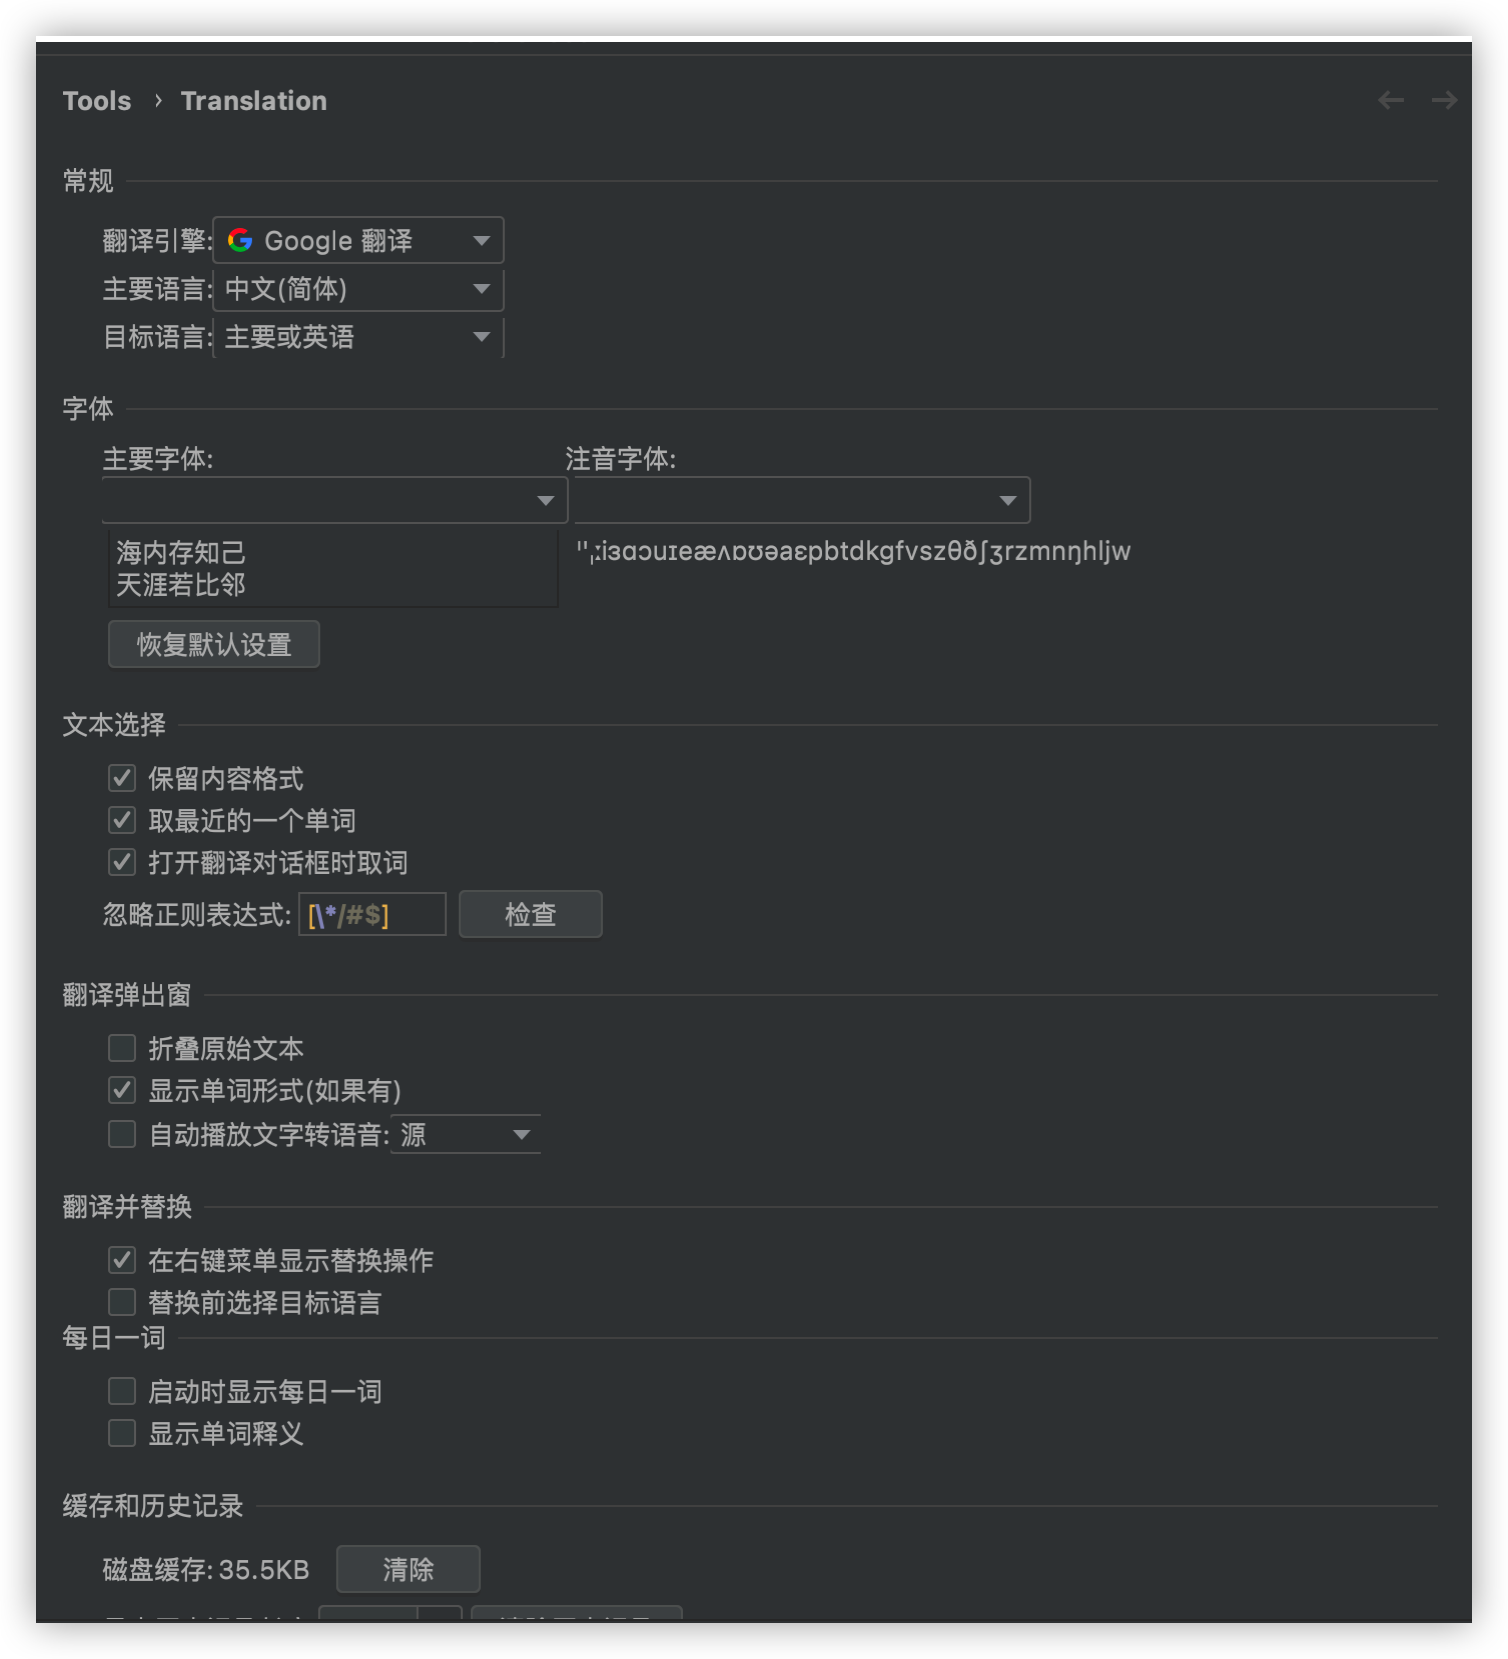 Tools › Translation
常规
翻译引擎: Google 翻译
主要语言: 中文(简体)
目标语言: 主要或英语
字体
主要字体: 注音字体:
海内存知己
天涯若比邻
ˈˌːiɜɑɔuɪeæʌɒʊəaɛpbtdkgfvszθðʃʒrzmnŋhljw
恢复默认设置
文本选择
保留内容格式
取最近的一个单词
打开翻译对话框时取词
忽略正则表达式: [\*/#$] 检查
翻译弹出窗
折叠原始文本
显示单词形式(如果有)
自动播放文字转语音: 源
翻译并替换
在右键菜单显示替换操作
替换前选择目标语言
每日一词
启动时显示每日一词
显示单词释义
缓存和历史记录
磁盘缓存: 35.5KB 清除